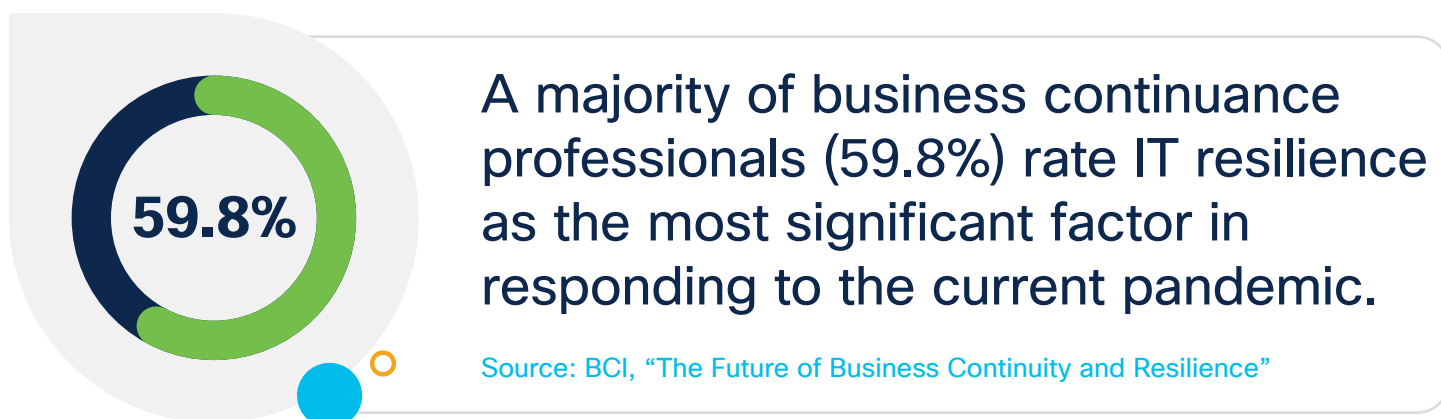 59.8%
A majority of business continuance
professionals (59.8%) rate IT resilience
as the most significant factor in
responding to the current pandemic.
Source: BCI, “The Future of Business Continuity and Resilience”